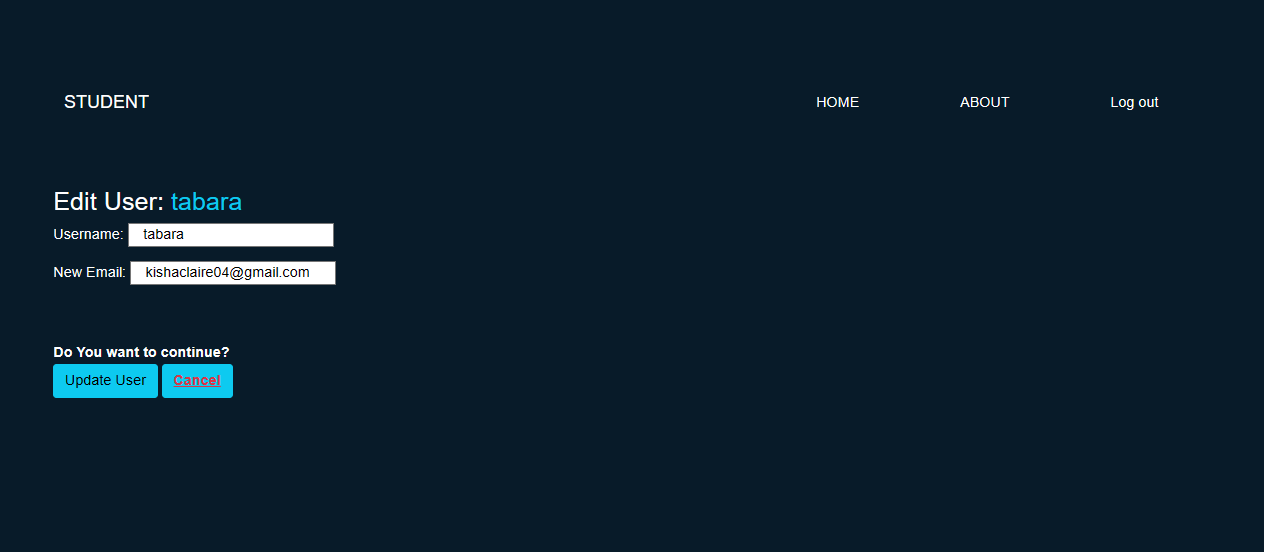 STUDENT HOME ABOUT Log out
Edit User: tabara
Username: tabara
New Email: kishaclaire04@gmail.com
Do You want to continue?
Update User Cancel